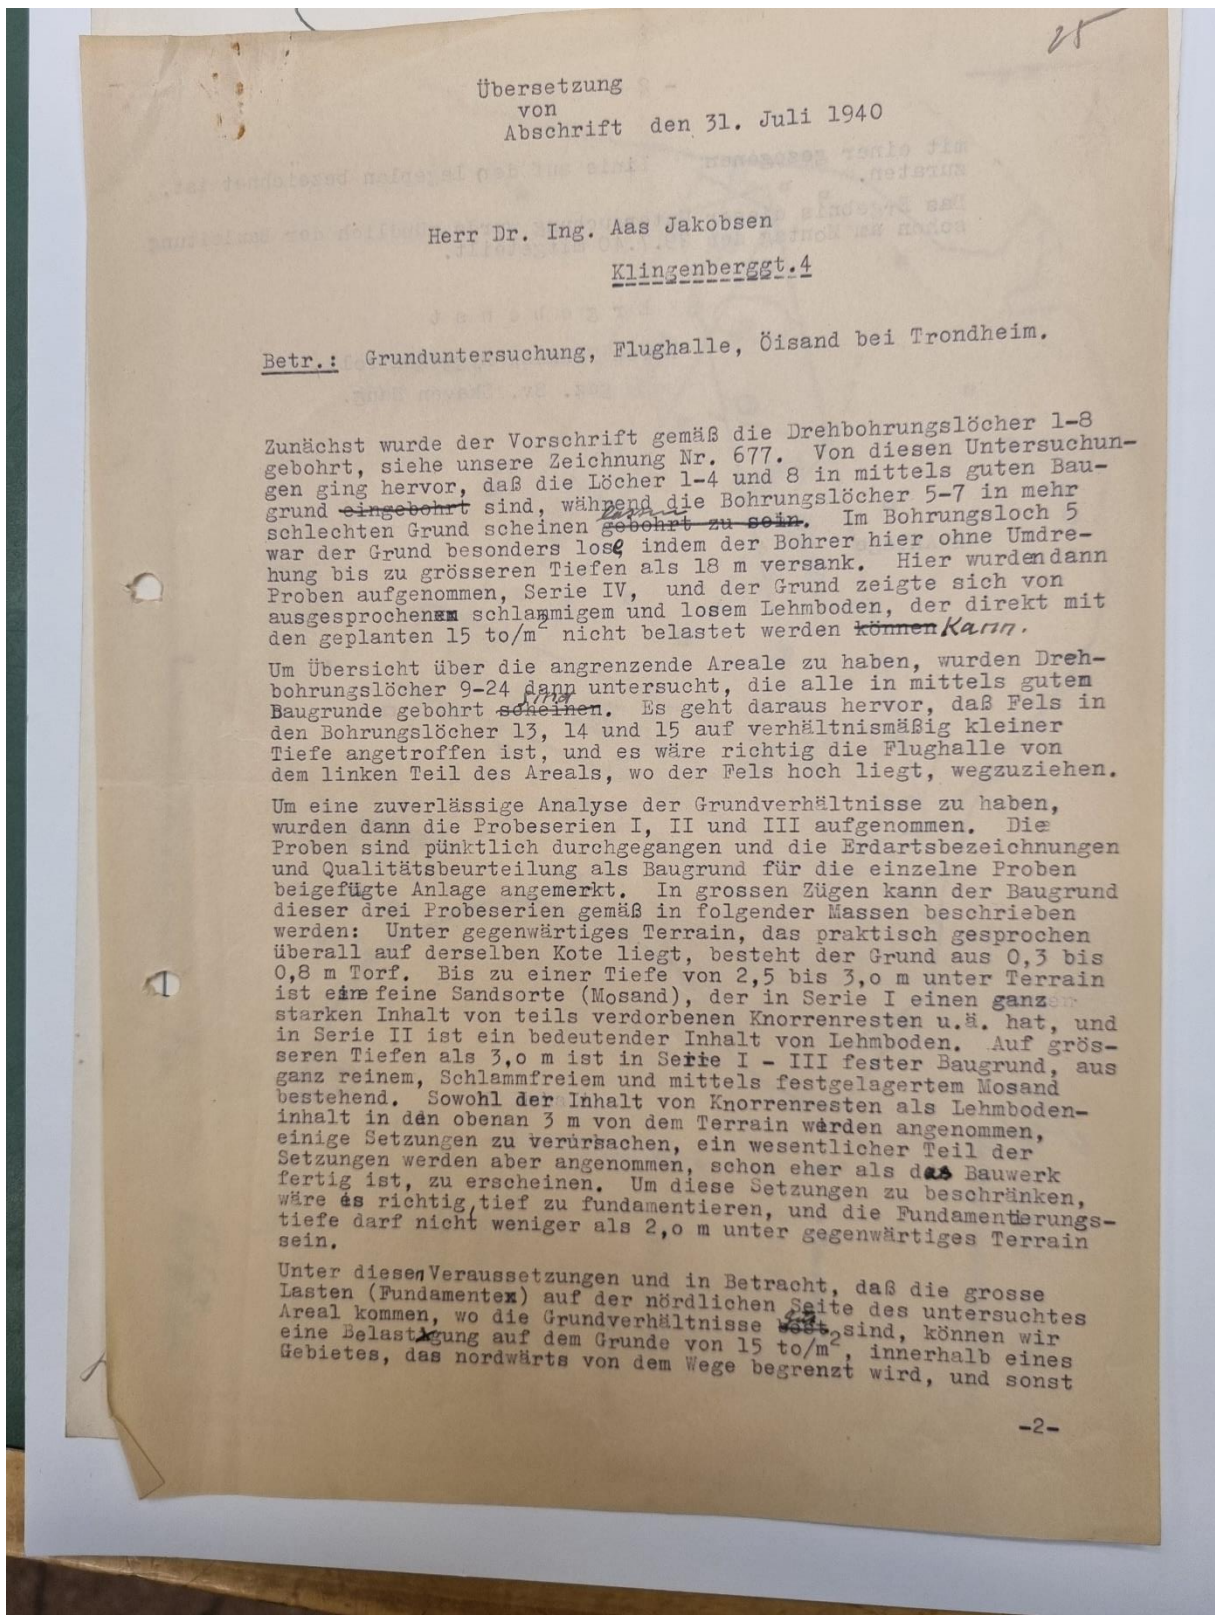 25
Übersetzung
von
Abschrift den 31. Juli 1940
Herr Dr. Ing. Aas Jakobsen
Klingenberggt.4
Betr.: Grunduntersuchung, Flughalle, Öisand bei Trondheim.
Zunächst wurde der Vorschrift gemäß die Drehbohrungslöcher 1-8
gebohrt, siehe unsere Zeichnung Nr. 677. Von diesen Untersuchun-
gen ging hervor, daß die Löcher 1-4 und 8 in mittels guten Bau-
grund eingebohrt sind, während die Bohrungslöcher 5-7 in mehr
schlechten Grund scheinen gebohrt zu sein. Im Bohrungsloch 5
war der Grund besonders lose, indem der Bohrer hier ohne Umdre-
hung bis zu grösseren Tiefen als 18 m versank. Hier wurden dann
Proben aufgenommen, Serie IV, und der Grund zeigte sich von
ausgesprochenem schlammigem und losem Lehmboden, der direkt mit
den geplanten 15 to/m2 nicht belastet werden können Kann.
Um Übersicht über die angrenzende Areale zu haben, wurden Dreh-
bohrungslöcher 9-24 dann untersucht, die alle in mittels gutem
sind
Baugrunde gebohrt scheinen. Es geht daraus hervor, daß Fels in
den Bohrungslöcher 13, 14 und 15 auf verhältnismäßig kleiner
Tiefe angetroffen ist, und es wäre richtig die Flughalle von
dem linken Teil des Areals, wo der Fels hoch liegt, wegzuziehen.
Um eine zuverlässige Analyse der Grundverhältnisse zu haben,
wurden dann die Probeserien I, II und III aufgenommen. Die
Proben sind pünktlich durchgegangen und die Erdartsbezeichnungen
und Qualitätsbeurteilung als Baugrund für die einzelne Proben
beigefügte Anlage angemerkt. In grossen Zügen kann der Baugrund
dieser drei Probeserien gemäß in folgender Massen beschrieben
werden: Unter gegenwärtiges Terrain, das praktisch gesprochen
überall auf derselben Kote liegt, besteht der Grund aus 0,3 bis
0,8 m Torf. Bis zu einer Tiefe von 2,5 bis 3,o m unter Terrain
ist eine feine Sandsorte (Mosand), der in Serie I einen ganz
starken Inhalt von teils verdorbenen Knorrenresten u.ä. hat, und
in Serie II ist ein bedeutender Inhalt von Lehmboden. Auf grös-
seren Tiefen als 3,o m ist in Serie I - III fester Baugrund, aus
ganz reinem, Schlammfreiem und mittels festgelagertem Mosand
bestehend. Sowohl der Inhalt von Knorrenresten als Lehmboden-
inhalt in den obenan 3 m von dem Terrain werden angenommen,
einige Setzungen zu verursachen, ein wesentlicher Teil der
Setzungen werden aber angenommen, schon eher als das Bauwerk
fertig ist, zu erscheinen. Um diese Setzungen zu beschränken,
wäre es richtig, tief zu fundamentieren, und die Fundamentierungs-
tiefe darf nicht weniger als 2,o m unter gegenwärtiges Terrain
sein.
Unter diesen Veraussetzungen und in Betracht, daß die grosse
Lasten (Fundamente) auf der nördlichen Seite des untersuchtes
Areal kommen, wo die Grundverhältnisse sind, können wir
eine Belastigung auf dem Grunde von 15 to/m2, innerhalb eines
Gebietes, das nordwärts von dem Wege begrenzt wird, und sonst
-2-